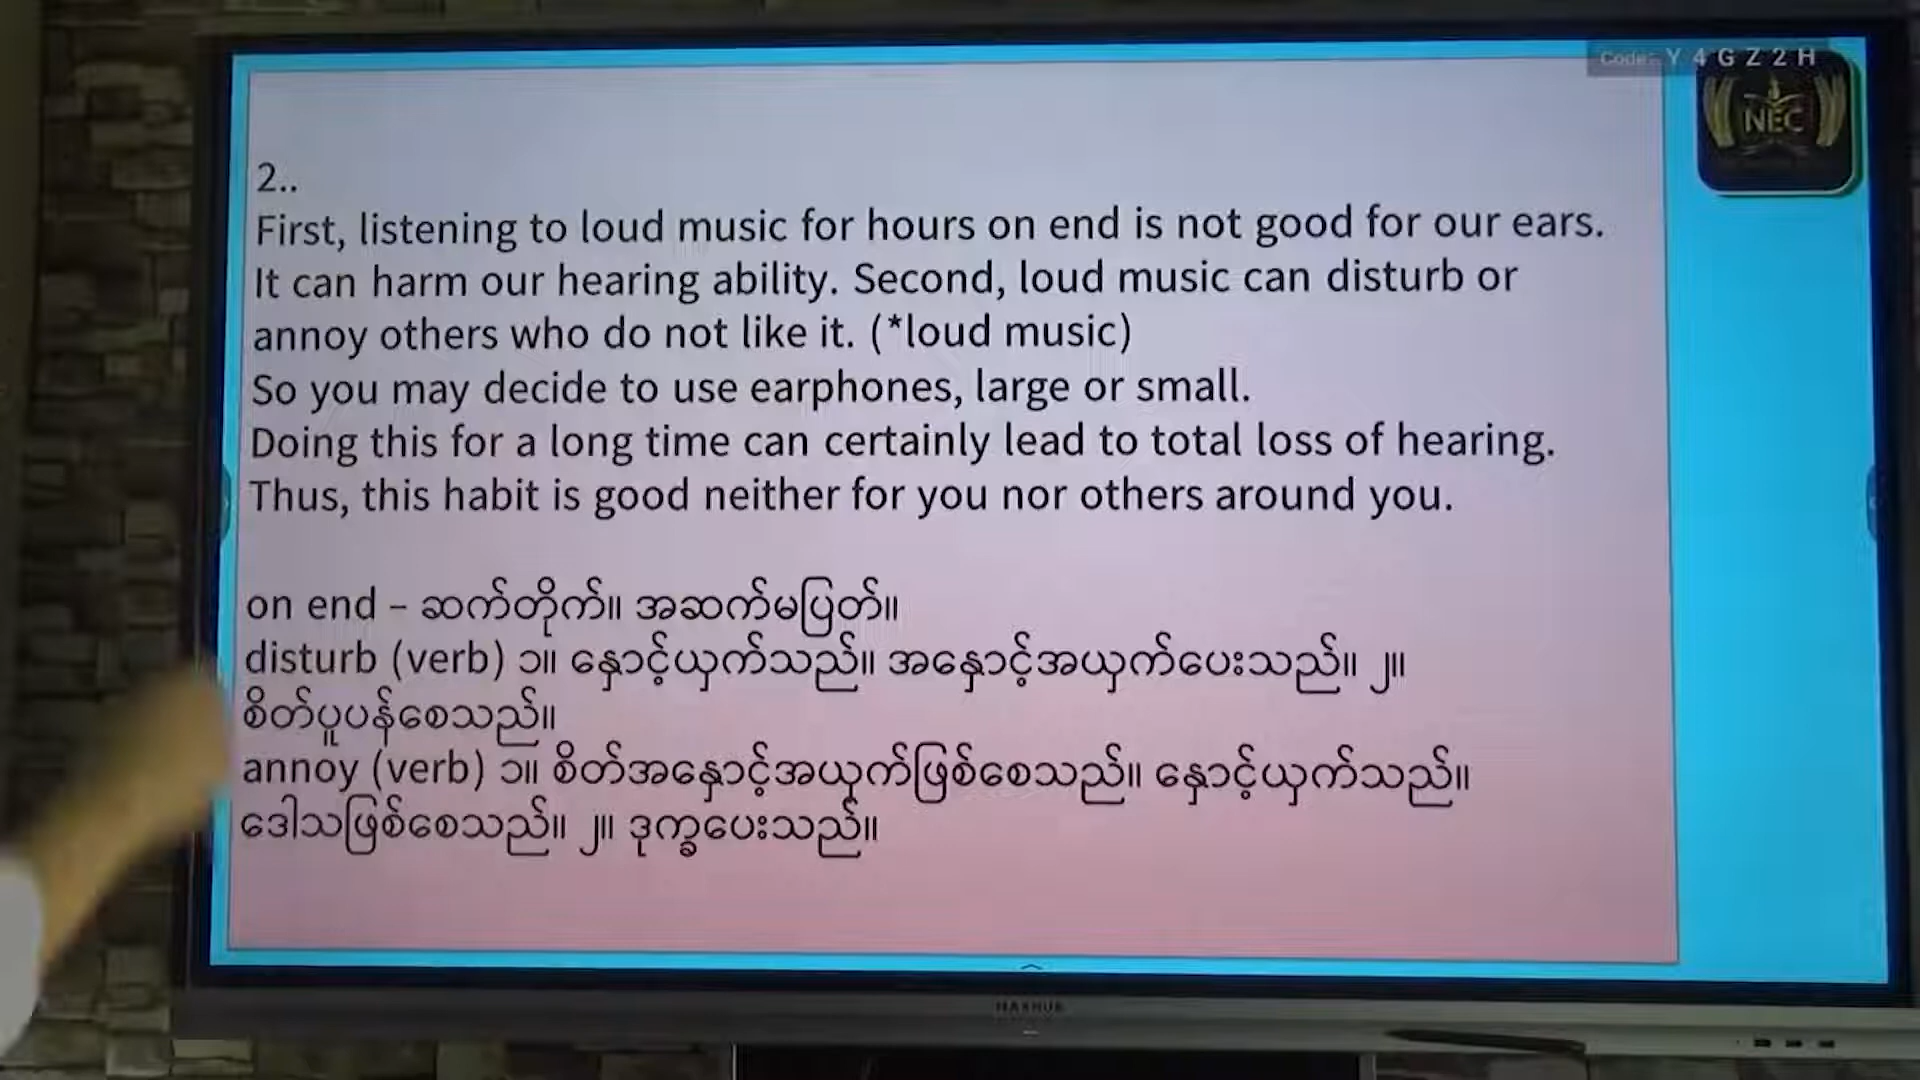 Code: Y 4 G Z 2 H
NEC
2..
First, listening to loud music for hours on end is not good for our ears.
It can harm our hearing ability. Second, loud music can disturb or
annoy others who do not like it. (*loud music)
So you may decide to use earphones, large or small.
Doing this for a long time can certainly lead to total loss of hearing.
Thus, this habit is good neither for you nor others around you.
on end – ဆက်တိုက်။ အဆက်မပြတ်။
disturb (verb) ၁။ နှောင့်ယှက်သည်။ အနှောင့်အယှက်ပေးသည်။ ၂။
စိတ်ပူပန်စေသည်။
annoy (verb) ၁။ စိတ်အနှောင့်အယှက်ဖြစ်စေသည်။ နှောင့်ယှက်သည်။
ဒေါသဖြစ်စေသည်။ ၂။ ဒုက္ခပေးသည်။
MAXHUB